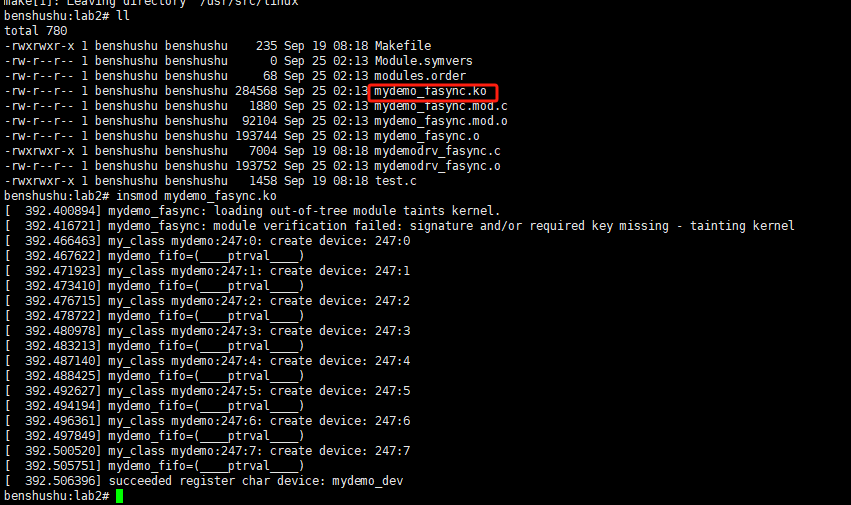 make[1]: Leaving directory '/usr/src/linux'
benshushu:lab2# ll
total 780
-rwxrwxr-x 1 benshushu benshushu    235 Sep 19 08:18 Makefile
-rw-r--r-- 1 benshushu benshushu      0 Sep 25 02:13 Module.symvers
-rw-r--r-- 1 benshushu benshushu     68 Sep 25 02:13 modules.order
-rw-r--r-- 1 benshushu benshushu 284568 Sep 25 02:13 mydemo_fasync.ko
-rw-r--r-- 1 benshushu benshushu   1880 Sep 25 02:13 mydemo_fasync.mod.c
-rw-r--r-- 1 benshushu benshushu  92104 Sep 25 02:13 mydemo_fasync.mod.o
-rw-r--r-- 1 benshushu benshushu 193744 Sep 25 02:13 mydemo_fasync.o
-rwxrwxr-x 1 benshushu benshushu   7004 Sep 19 08:18 mydemodrv_fasync.c
-rw-r--r-- 1 benshushu benshushu 193752 Sep 25 02:13 mydemodrv_fasync.o
-rwxrwxr-x 1 benshushu benshushu   1458 Sep 19 08:18 test.c
benshushu:lab2# insmod mydemo_fasync.ko
[  392.400894] mydemo_fasync: loading out-of-tree module taints kernel.
[  392.416721] mydemo_fasync: module verification failed: signature and/or required key missing - tainting kernel
[  392.466463] my_class mydemo:247:0: create device: 247:0
[  392.467622] mydemo_fifo=(____ptrval____)
[  392.471923] my_class mydemo:247:1: create device: 247:1
[  392.473410] mydemo_fifo=(____ptrval____)
[  392.476715] my_class mydemo:247:2: create device: 247:2
[  392.478722] mydemo_fifo=(____ptrval____)
[  392.480978] my_class mydemo:247:3: create device: 247:3
[  392.483213] mydemo_fifo=(____ptrval____)
[  392.487140] my_class mydemo:247:4: create device: 247:4
[  392.488425] mydemo_fifo=(____ptrval____)
[  392.492627] my_class mydemo:247:5: create device: 247:5
[  392.494194] mydemo_fifo=(____ptrval____)
[  392.496361] my_class mydemo:247:6: create device: 247:6
[  392.497849] mydemo_fifo=(____ptrval____)
[  392.500520] my_class mydemo:247:7: create device: 247:7
[  392.505751] mydemo_fifo=(____ptrval____)
[  392.506396] succeeded register char device: mydemo_dev
benshushu:lab2#